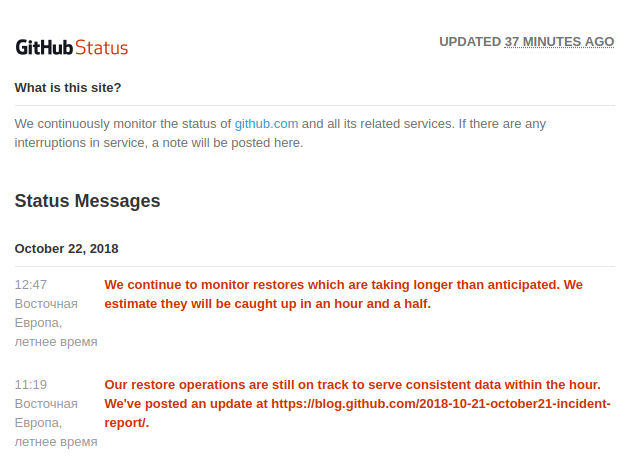 GitHub Status
UPDATED 37 MINUTES AGO
What is this site?
We continuously monitor the status of github.com and all its related services. If there are any
interruptions in service, a note will be posted here.
Status Messages
October 22, 2018
12:47
Восточная
Европа,
летнее время
We continue to monitor restores which are taking longer than anticipated. We
estimate they will be caught up in an hour and a half.
11:19
Восточная
Европа,
летнее время
Our restore operations are still on track to serve consistent data within the hour.
We've posted an update at https://blog.github.com/2018-10-21-october21-incident-
report/.